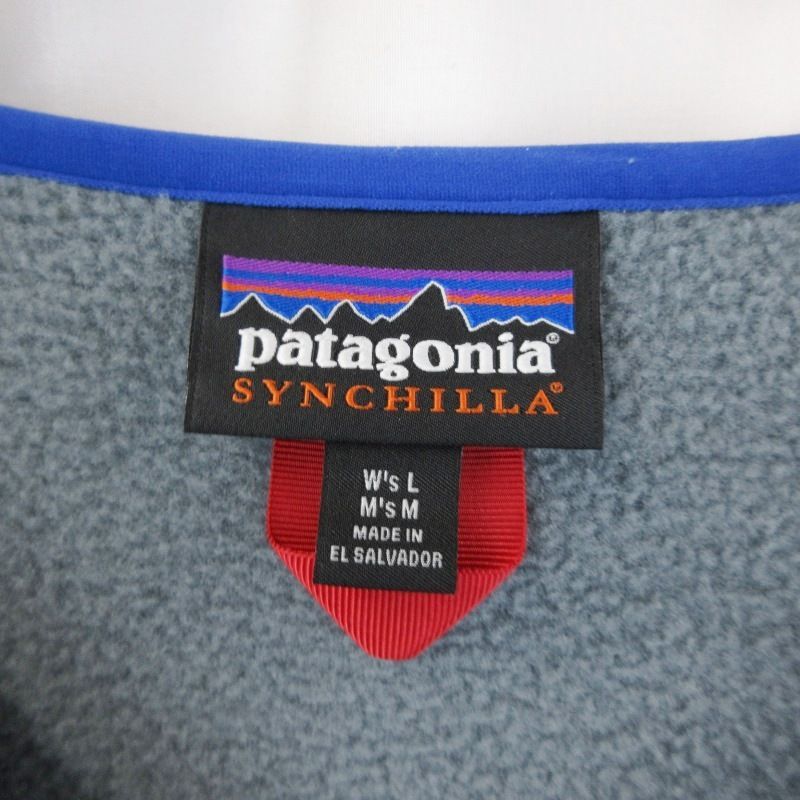 patagonia®
SYNCHILLA®
W's L
M's M
MADE IN
EL SALVADOR